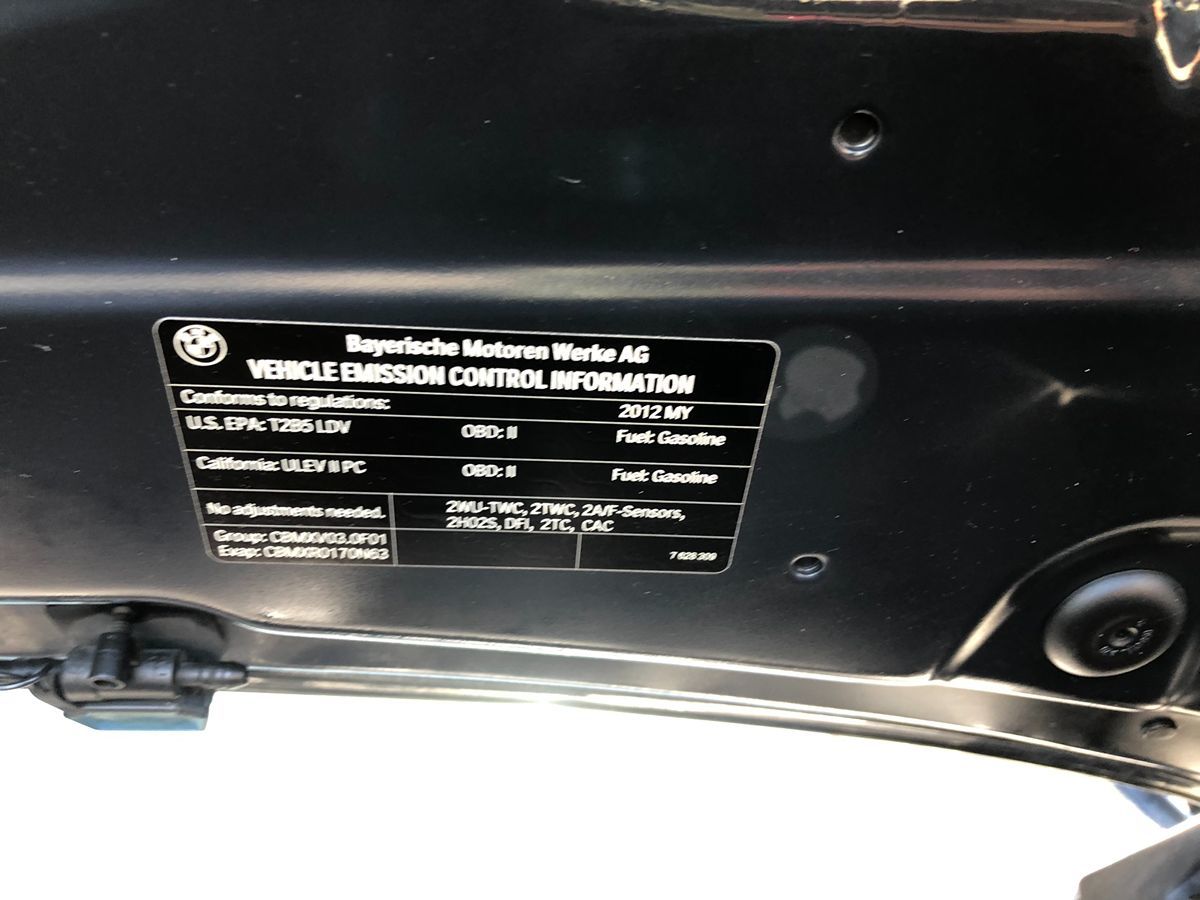 Bayerische Motoren Werke AG
VEHICLE EMISSION CONTROL INFORMATION
Conforms to regulations: 2012 MY
U.S. EPA: T2B5 LDV OBD: II Fuel: Gasoline
California: ULEV II PC OBD: II Fuel: Gasoline
No adjustments needed. 2WU-TWC, 2TWC, 2A/F-Sensors,
2HO2S, DFI, 2TC, CAC
Group: CBMXV03.0F01
Evap: CBMXR0170N63
7 628 309